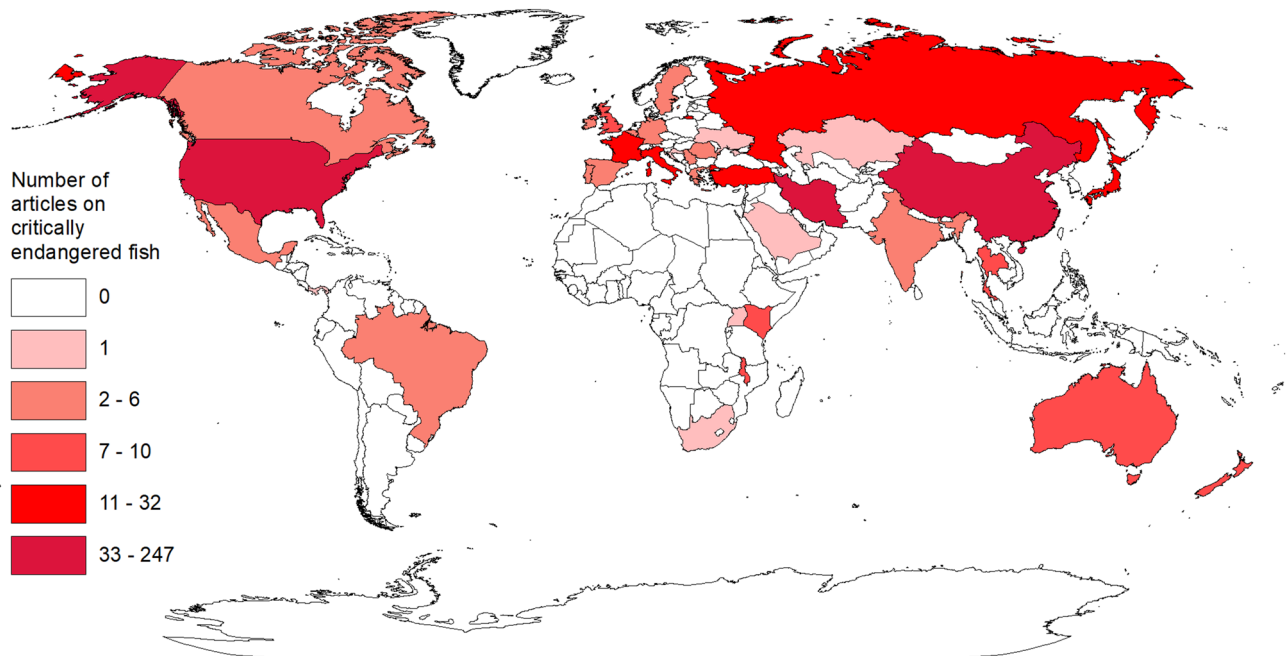 Number of
articles on
critically
endangered fish
0
1
2 - 6
7 - 10
11 - 32
33 - 247